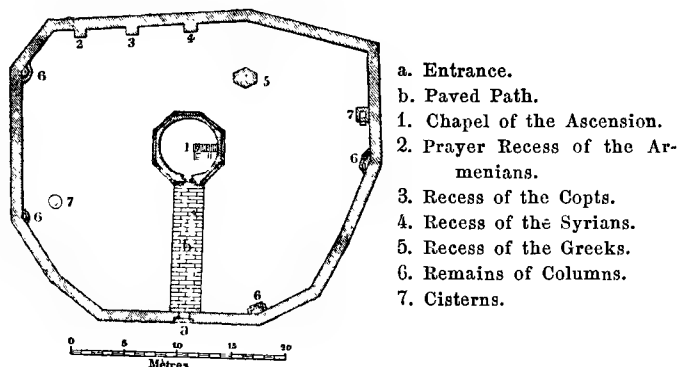 2 3 4
6 5
1 7
6
7
6 b
6
a
0 5 10 15 20
Mètres
a. Entrance.
b. Paved Path.
1. Chapel of the Ascension.
2. Prayer Recess of the Ar-
menians.
3. Recess of the Copts.
4. Recess of the Syrians.
5. Recess of the Greeks.
6. Remains of Columns.
7. Cisterns.